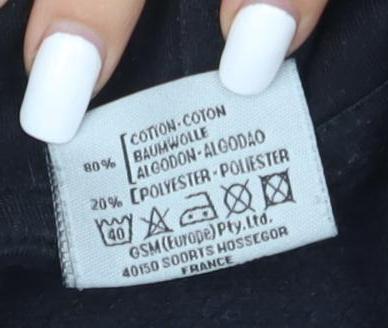 COTTON-COTON
80% BAUMWOLLE
ALGODON-ALGODAO
20% POLYESTER-POLIESTER
40
GSM(Europe)Pty.Ltd.
40150 SOORTS HOSSEGOR
FRANCE